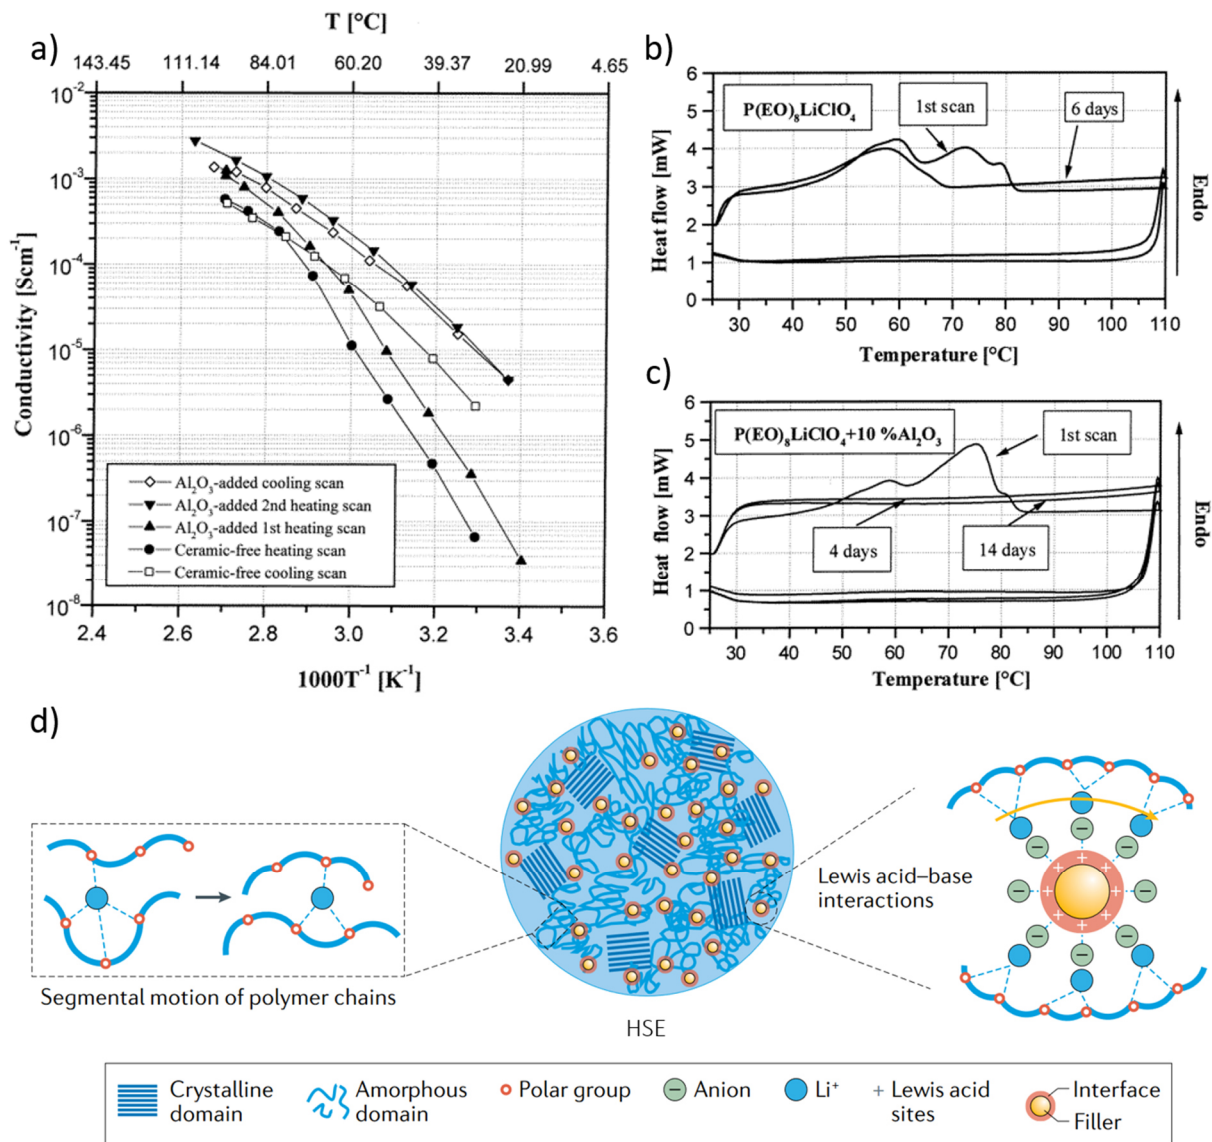 a)
T [°C]
143.45 111.14 84.01 60.20 39.37 20.99 4.65
10⁻²
10⁻³
10⁻⁴
10⁻⁵
10⁻⁶
10⁻⁷
10⁻⁸
Conductivity [Scm⁻¹]
Al₂O₃-added cooling scan
Al₂O₃-added 2nd heating scan
Al₂O₃-added 1st heating scan
Ceramic-free heating scan
Ceramic-free cooling scan
2.4 2.6 2.8 3.0 3.2 3.4 3.6
1000T⁻¹ [K⁻¹]
b)
6
5
4
3
2
1
0
Heat flow [mW]
P(EO)₈LiClO₄
1st scan
6 days
Endo
30 40 50 60 70 80 90 100 110
Temperature [°C]
c)
6
5
4
3
2
1
0
Heat flow [mW]
P(EO)₈LiClO₄+10 %Al₂O₃
1st scan
4 days
14 days
Endo
30 40 50 60 70 80 90 100 110
Temperature [°C]
d)
Segmental motion of polymer chains
HSE
Lewis acid–base
interactions
Crystalline
domain
Amorphous
domain
Polar group
Anion
Li⁺
+ Lewis acid
sites
Interface
Filler